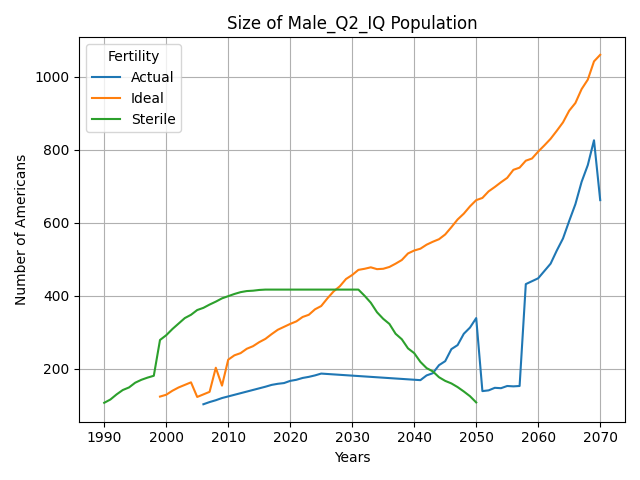 Size of Male_Q2_IQ Population
Fertility
Actual
Ideal
Sterile
Number of Americans
1000
800
600
400
200
1990 2000 2010 2020 2030 2040 2050 2060 2070
Years